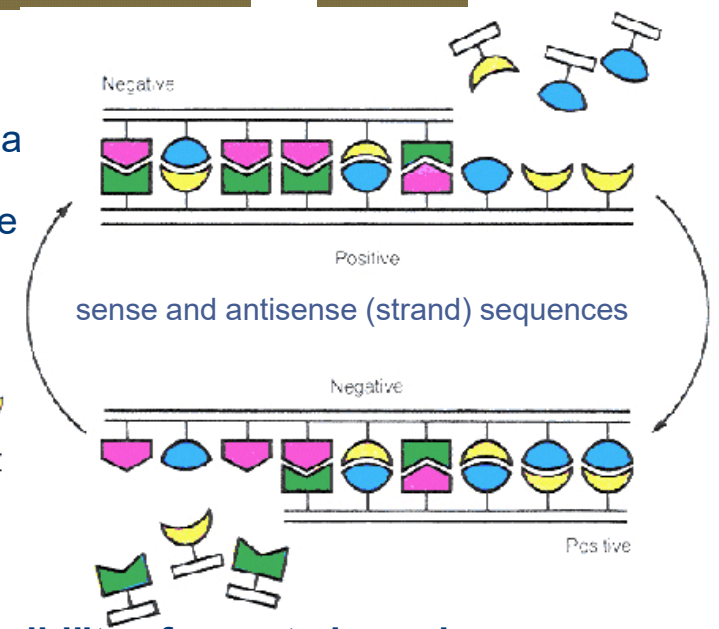 Negative
a
e
Positive
sense and antisense (strand) sequences
Negative
Positive